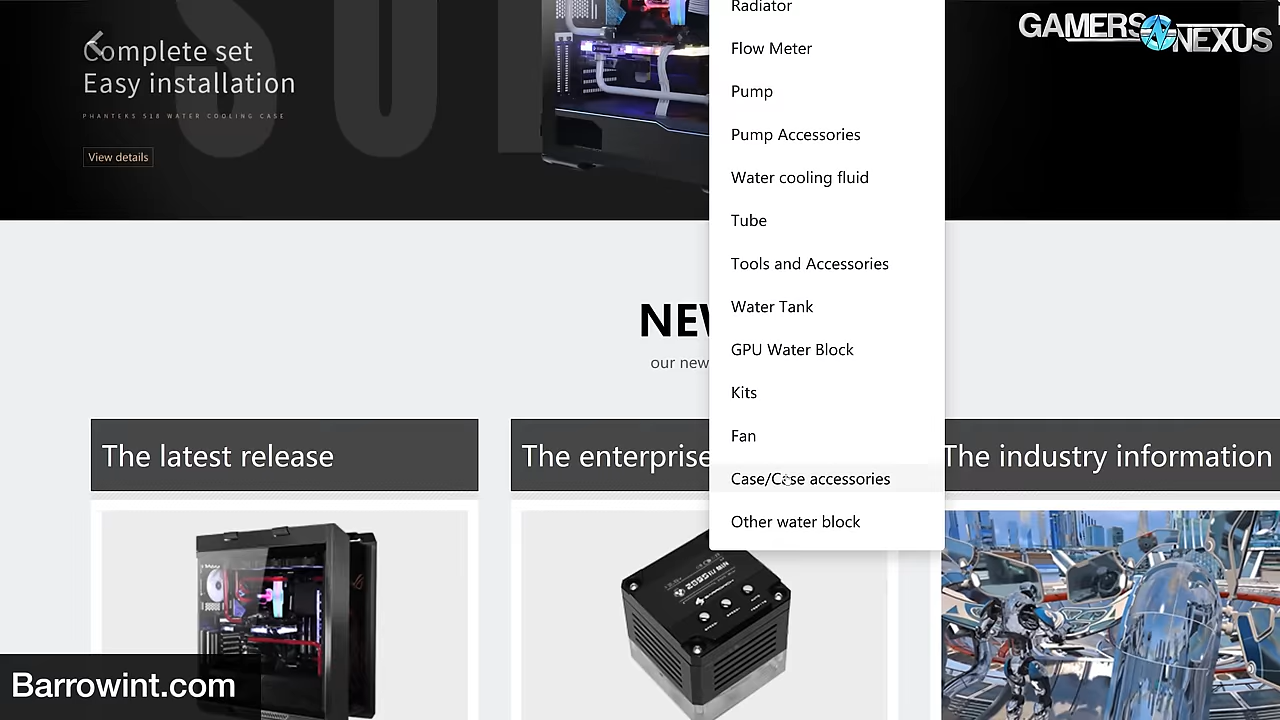 Complete set
Easy installation
PHANTEKS 518 WATER COOLING CASE
View details
Radiator
Flow Meter
Pump
Pump Accessories
Water cooling fluid
Tube
Tools and Accessories
Water Tank
GPU Water Block
Kits
Fan
Case/Case accessories
Other water block
GAMERS NEXUS
our new
The latest release
The enterprise
The industry information
Barrowint.com